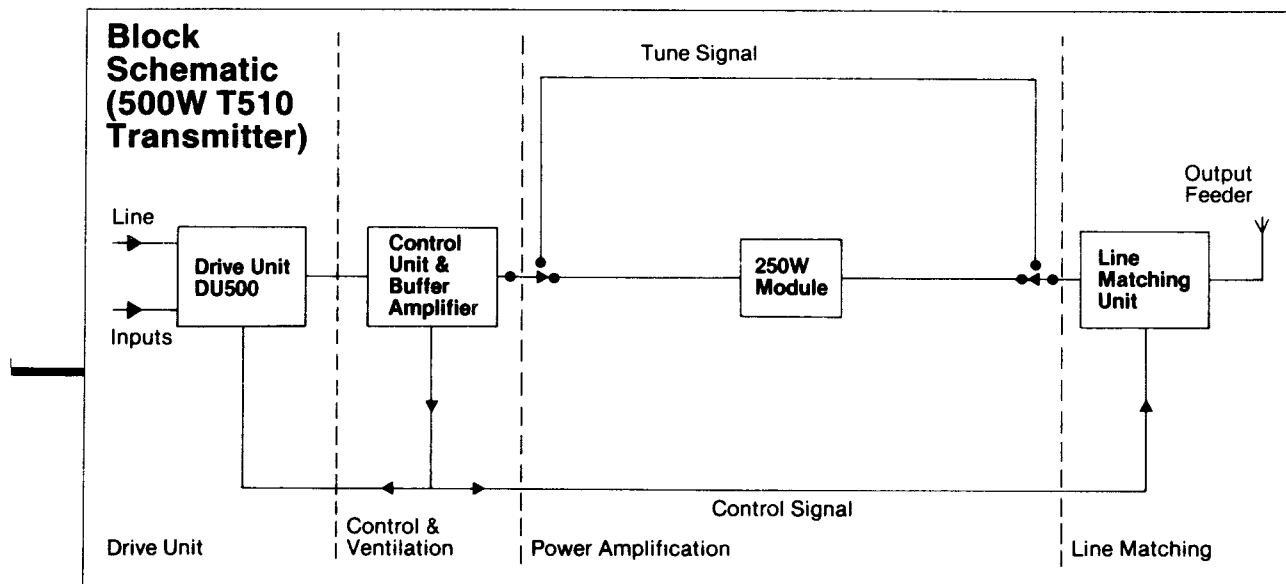 Block
Schematic
(500W T510
Transmitter)
Tune Signal
Output
Feeder
Line
Inputs
Drive Unit
DU500
Control
Unit &
Buffer
Amplifier
250W
Module
Line
Matching
Unit
Control Signal
Drive Unit
Control &
Ventilation
Power Amplification
Line Matching